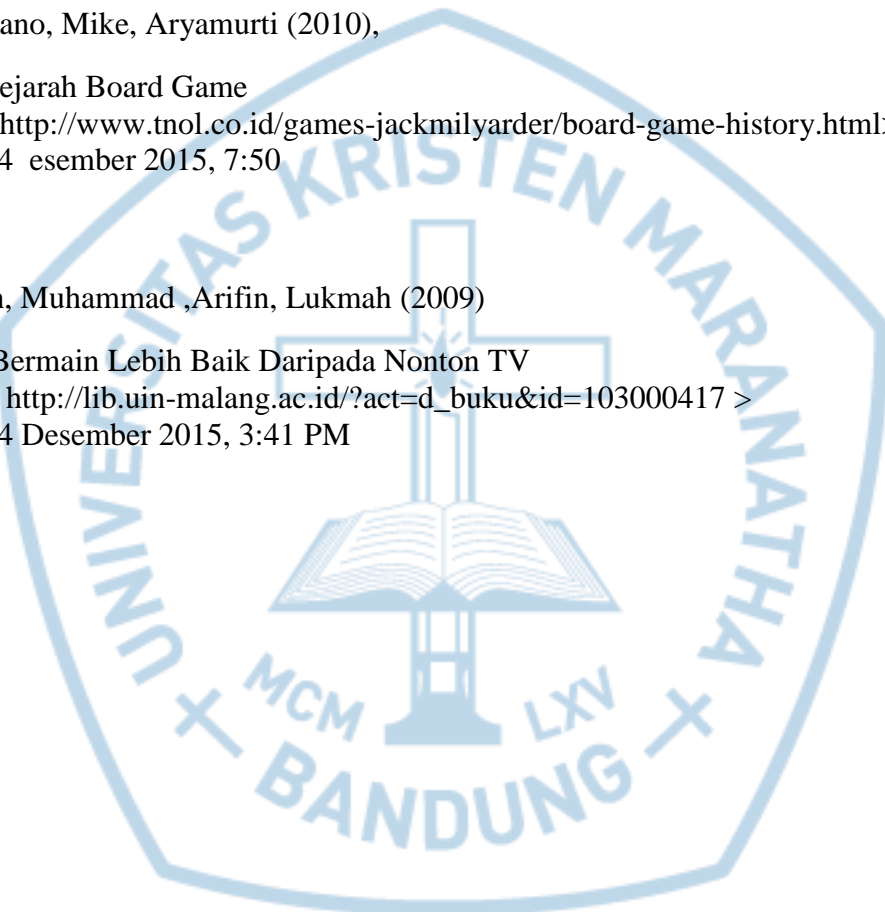 ano, Mike, Aryamurti (2010),
ejarah Board Game
http://www.tnol.co.id/games-jackmilyarder/board-game-history.html>
4 esember 2015, 7:50
n, Muhammad ,Arifin, Lukmah (2009)
Bermain Lebih Baik Daripada Nonton TV
http://lib.uin-malang.ac.id/?act=d_buku&id=103000417 >
4 Desember 2015, 3:41 PM
UNIVERSITAS KRISTEN MARANATHA
MCM LXV
BANDUNG